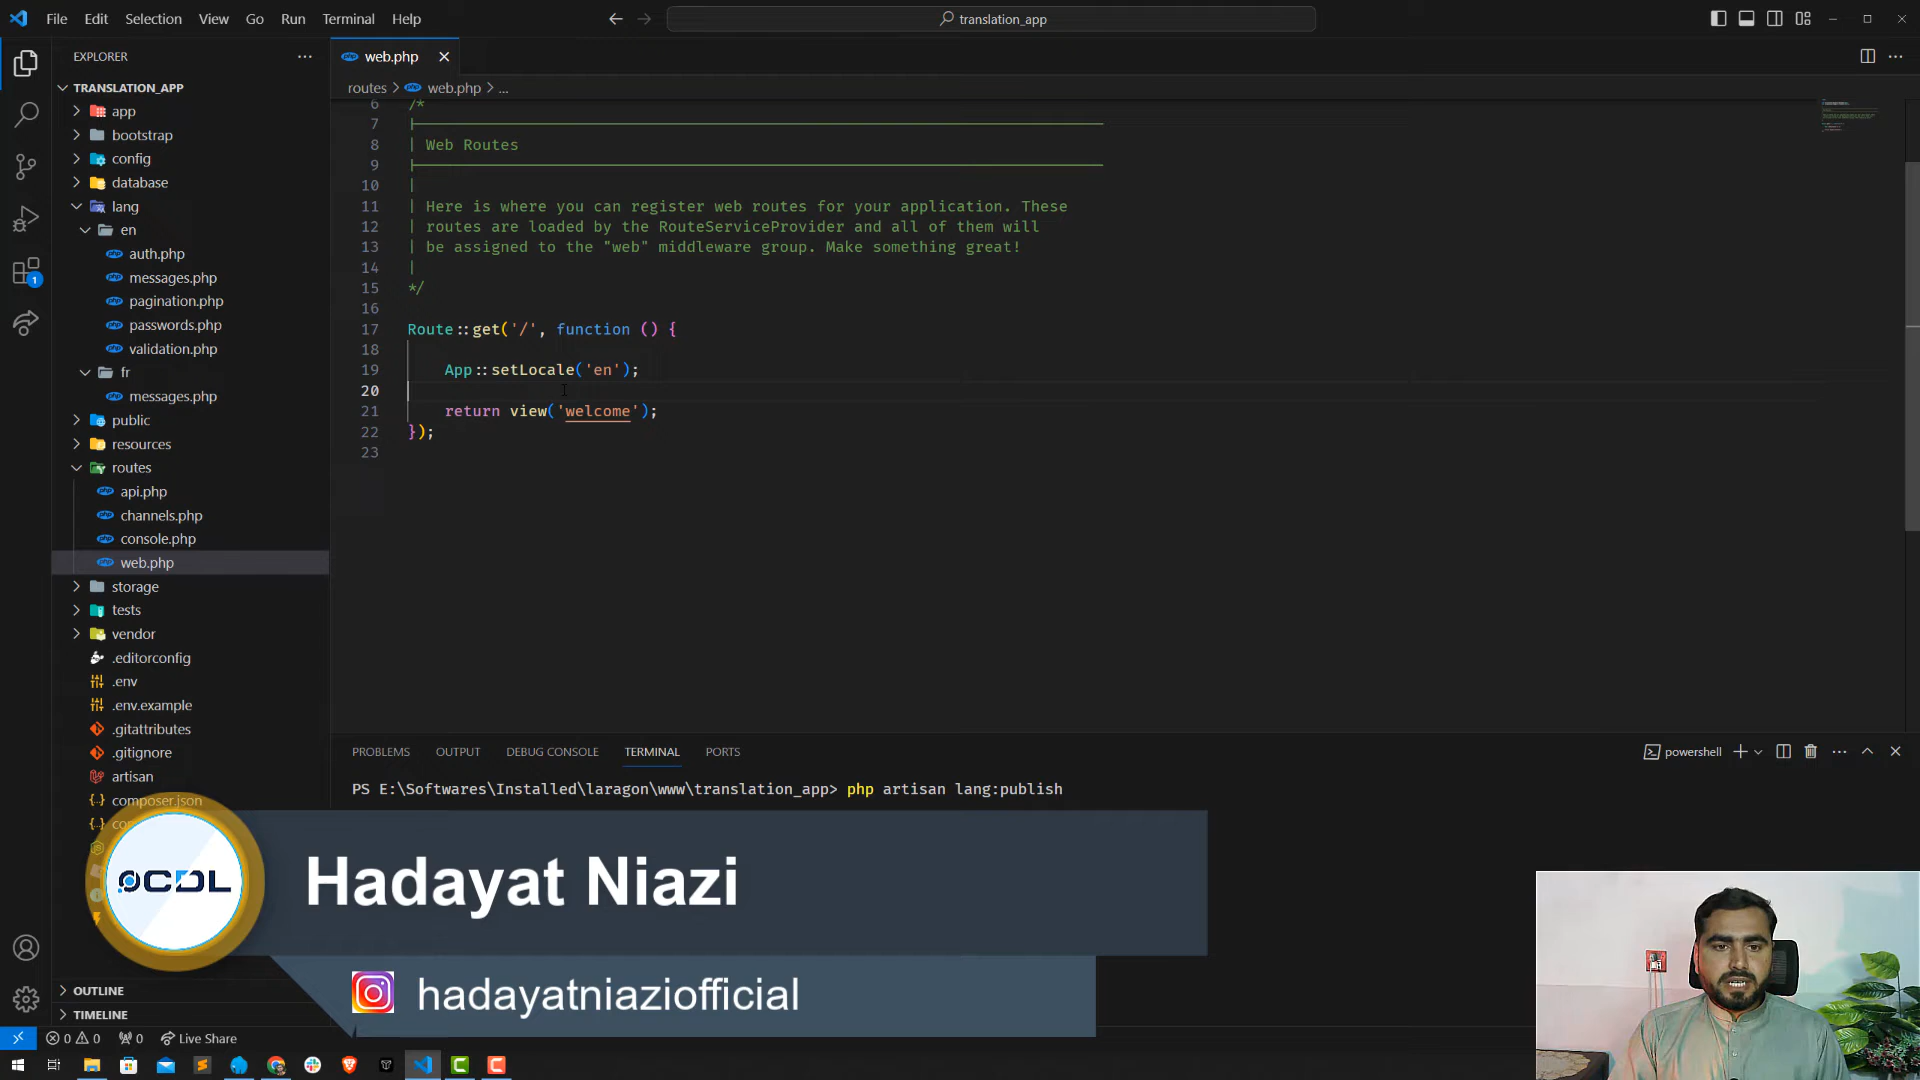 File Edit Selection View Go Run Terminal Help
translation_app
EXPLORER
TRANSLATION_APP
app
bootstrap
config
database
lang
en
auth.php
messages.php
pagination.php
passwords.php
validation.php
fr
messages.php
public
resources
routes
api.php
channels.php
console.php
web.php
storage
tests
vendor
.editorconfig
.env
.env.example
.gitattributes
.gitignore
artisan
composer.json
OUTLINE
TIMELINE
1
web.php
routes > web.php > ...
6 /*
7 |
8 | Web Routes
9 |
10 |
11 | Here is where you can register web routes for your application. These
12 | routes are loaded by the RouteServiceProvider and all of them will
13 | be assigned to the "web" middleware group. Make something great!
14 |
15 */
16
17 Route::get('/', function () {
18
19 App::setLocale('en');
20
21 return view('welcome');
22 });
23
PROBLEMS OUTPUT DEBUG CONSOLE TERMINAL PORTS
powershell
PS E:\Softwares\Installed\laragon\www\translation_app> php artisan lang:publish
OCDL
Hadayat Niazi
hadayatniaziofficial
0 0 0 Live Share